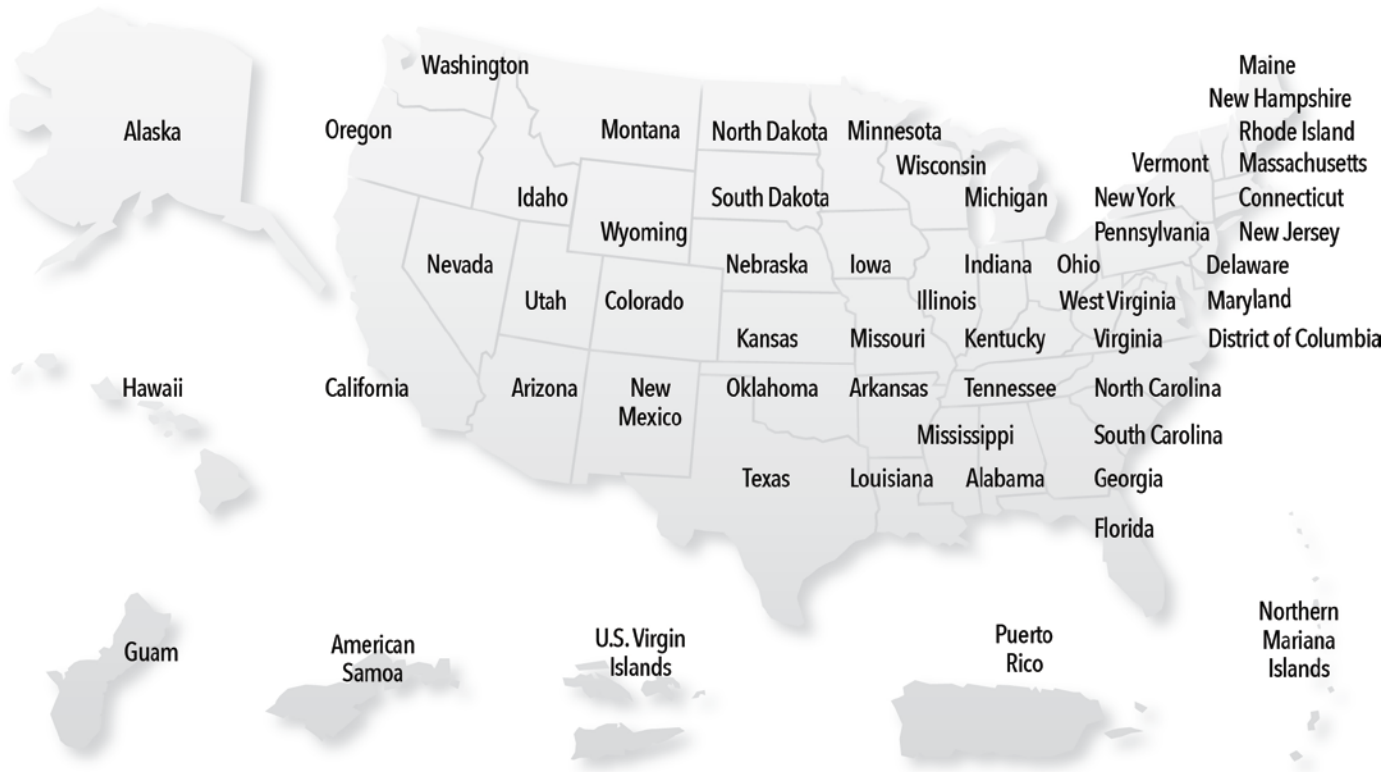 Washington
Maine
New Hampshire
Alaska
Oregon
Montana
North Dakota
Minnesota
Rhode Island
Wisconsin
Vermont
Massachusetts
Idaho
South Dakota
Michigan
New York
Connecticut
Wyoming
Pennsylvania
New Jersey
Nevada
Nebraska
Iowa
Indiana
Ohio
Delaware
Utah
Colorado
Illinois
West Virginia
Maryland
Kansas
Missouri
Kentucky
Virginia
District of Columbia
Hawaii
California
Arizona
New
Mexico
Oklahoma
Arkansas
Tennessee
North Carolina
Mississippi
South Carolina
Texas
Louisiana
Alabama
Georgia
Florida
Guam
American
Samoa
U.S. Virgin
Islands
Puerto
Rico
Northern
Mariana
Islands